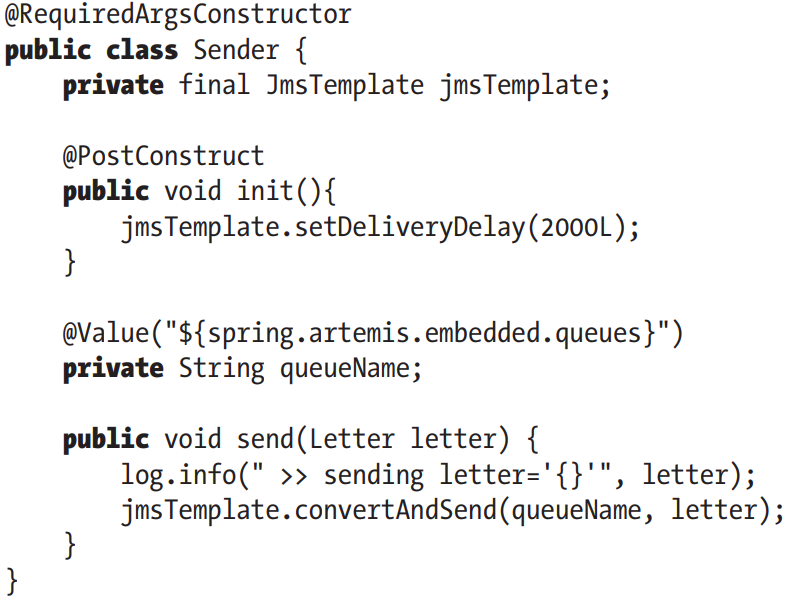 @RequiredArgsConstructor
public class Sender {
    private final JmsTemplate jmsTemplate;

    @PostConstruct
    public void init(){
        jmsTemplate.setDeliveryDelay(2000L);
    }

    @Value("${spring.artemis.embedded.queues}")
    private String queueName;

    public void send(Letter letter) {
        log.info(" >> sending letter='{}'", letter);
        jmsTemplate.convertAndSend(queueName, letter);
    }
}